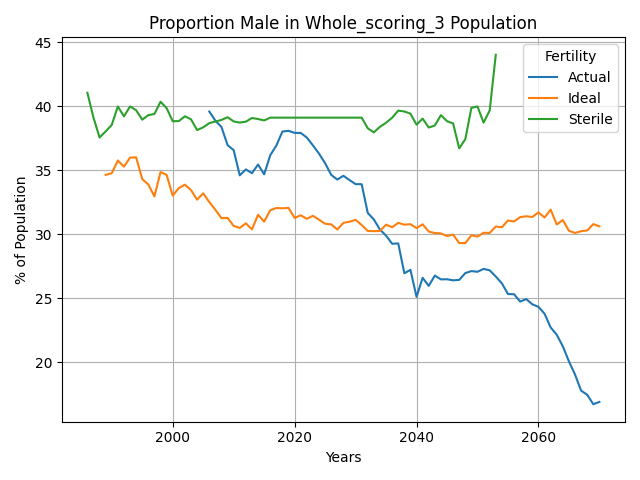 Proportion Male in Whole_scoring_3 Population
45
40
35
30
25
20
% of Population
2000
2020
2040
2060
Years
Fertility
Actual
Ideal
Sterile